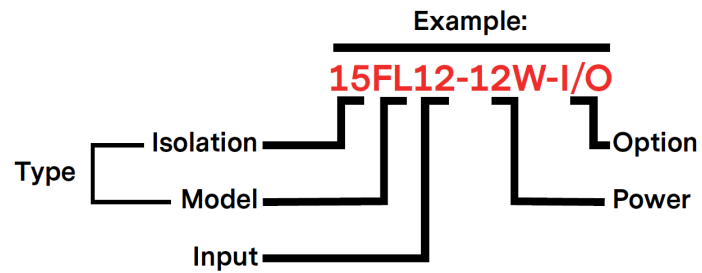 Example:
15FL12-12W-I/O
Isolation
Option
Type
Model
Power
Input